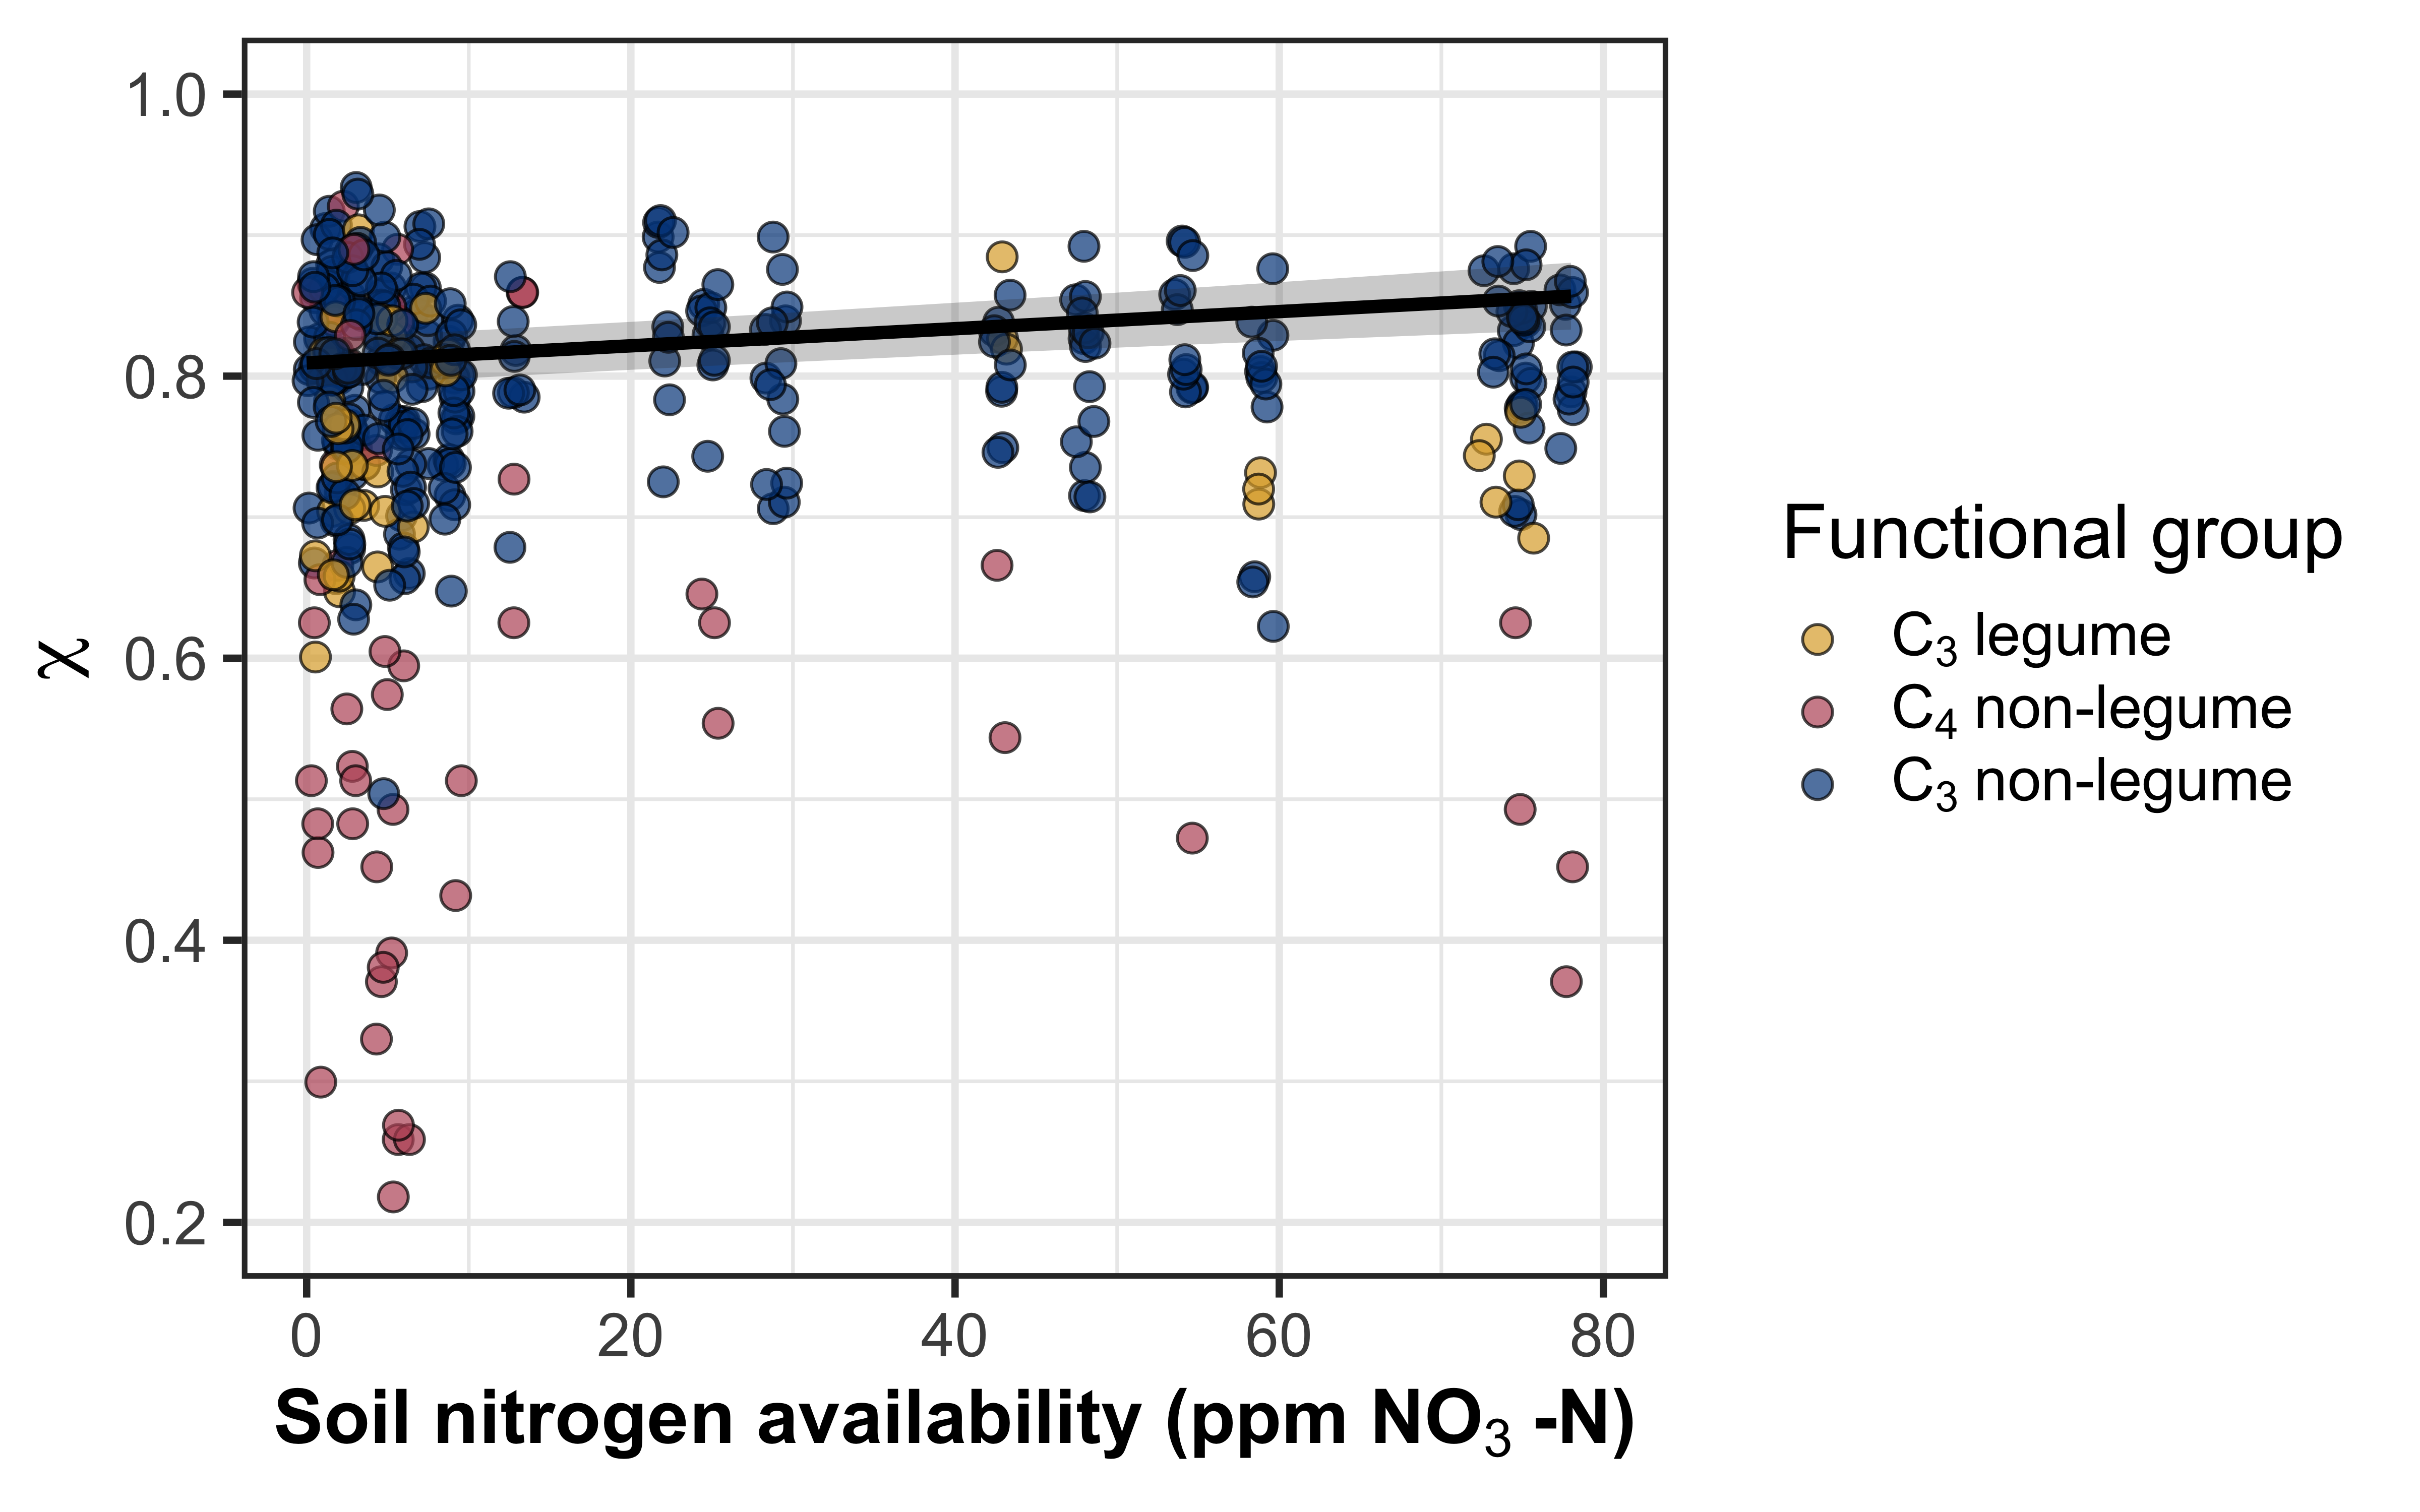 1.0
0.8
0.6
0.4
0.2
χ
0 20 40 60 80
Soil nitrogen availability (ppm NO₃ -N)
Functional group
C₃ legume
C₄ non-legume
C₃ non-legume